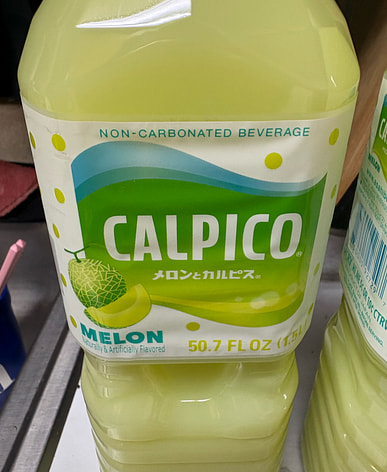 NON-CARBONATED BEVERAGE
CALPICO®
メロンとカルピス®
MELON
Naturally & Artificially Flavored
50.7 FL OZ (1.5